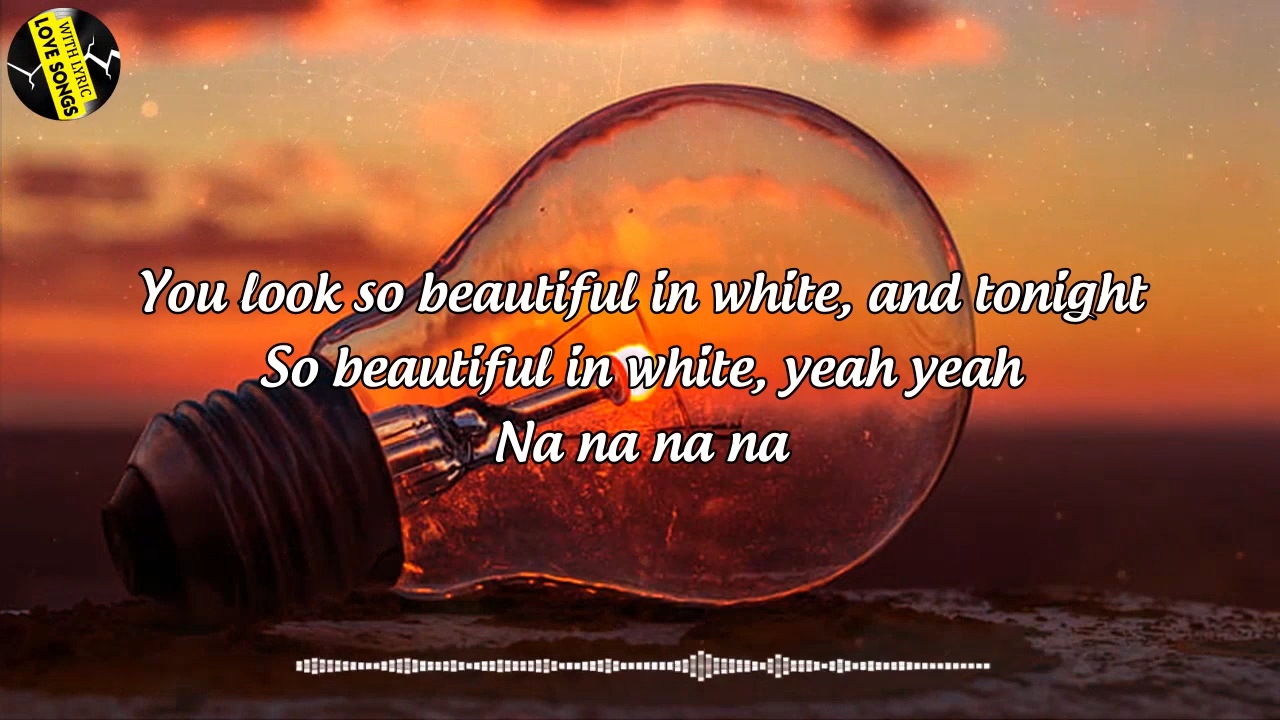 WITH LYRIC
LOVE SONGS
You look so beautiful in white, and tonight
So beautiful in white, yeah yeah
Na na na na